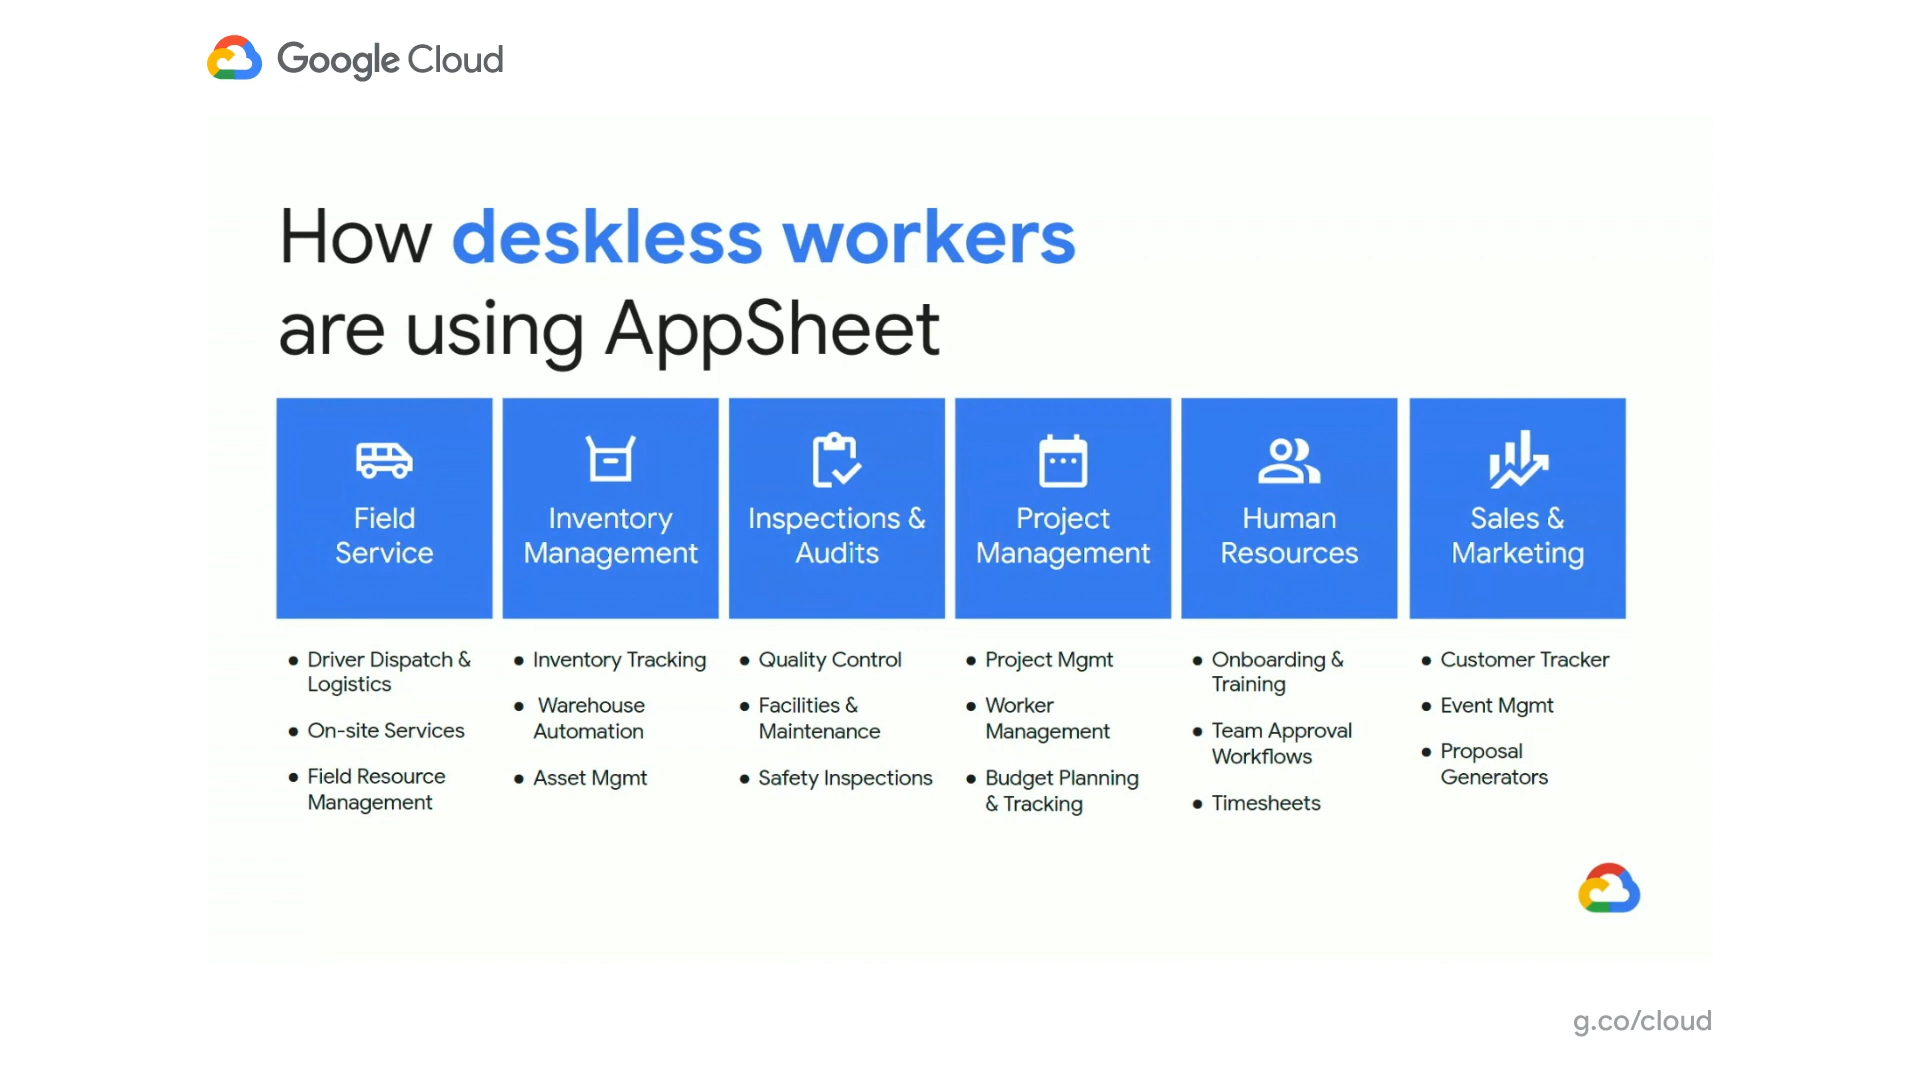 Google Cloud
How deskless workers
are using AppSheet
Field
Service
Inventory
Management
Inspections &
Audits
Project
Management
Human
Resources
Sales &
Marketing
• Driver Dispatch &
Logistics
• On-site Services
• Field Resource
Management
• Inventory Tracking
• Warehouse
Automation
• Asset Mgmt
• Quality Control
• Facilities &
Maintenance
• Safety Inspections
• Project Mgmt
• Worker
Management
• Budget Planning
& Tracking
• Onboarding &
Training
• Team Approval
Workflows
• Timesheets
• Customer Tracker
• Event Mgmt
• Proposal
Generators
g.co/cloud